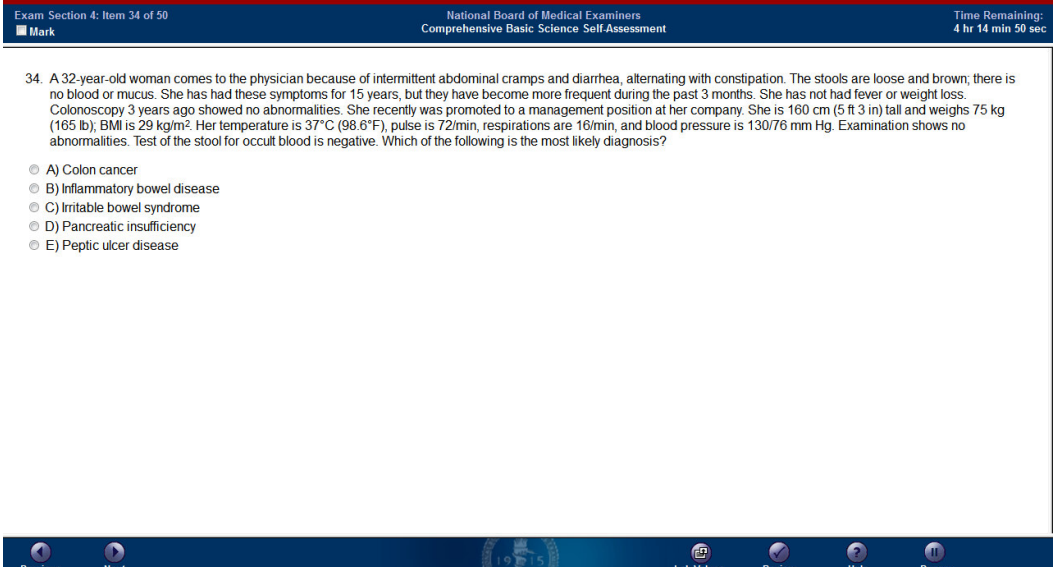 Exam Section 4: Item 34 of 50
National Board of Medical Examiners
Time Remaining:
Mark
Comprehensive Basic Science Self-Assessment
4 hr 14 min 50 sec
34. A 32-year-old woman comes to the physician because of intermittent abdominal cramps and diarrhea, alternating with constipation. The stools are loose and brown; there is
no blood or mucus. She has had these symptoms for 15 years, but they have become more frequent during the past 3 months. She has not had fever or weight loss.
Colonoscopy 3 years ago showed no abnormalities. She recently was promoted to a management position at her company. She is 160 cm (5 ft 3 in) tall and weighs 75 kg
(165 lb); BMI is 29 kg/m2. Her temperature is 37°C (98.6°F), pulse is 72/min, respirations are 16/min, and blood pressure is 130/76 mm Hg. Examination shows no
abnormalities. Test of the stool for occult blood is negative. Which of the following is the most likely diagnosis?
A) Colon cancer
B) Inflammatory bowel disease
C) Irritable bowel syndrome
D) Pancreatic insufficiency
E) Peptic ulcer disease
1915